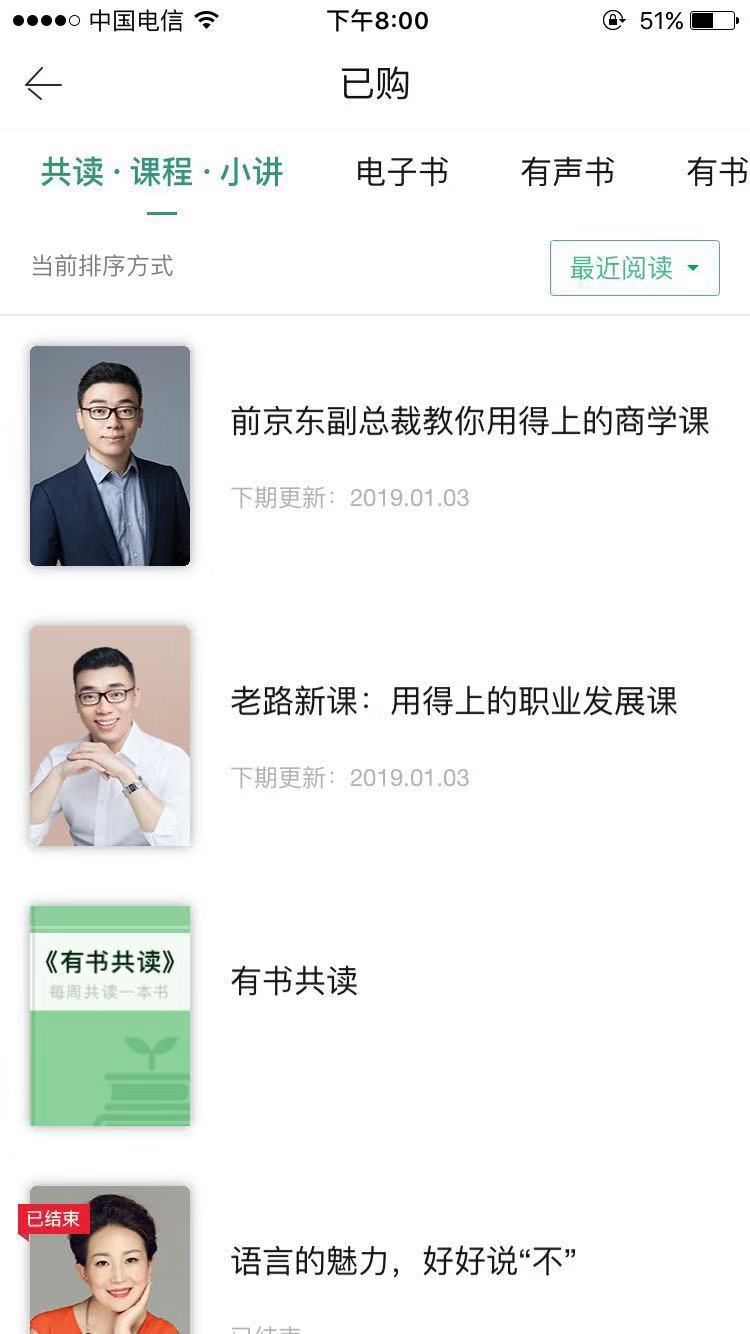 中国电信 下午8:00 51%
已购
共读·课程·小讲 电子书 有声书 有书
当前排序方式 最近阅读
前京东副总裁教你用得上的商学课
下期更新：2019.01.03
老路新课：用得上的职业发展课
下期更新：2019.01.03
《有书共读》
每周共读一本书
有书共读
已结束
语言的魅力，好好说“不”
已结束